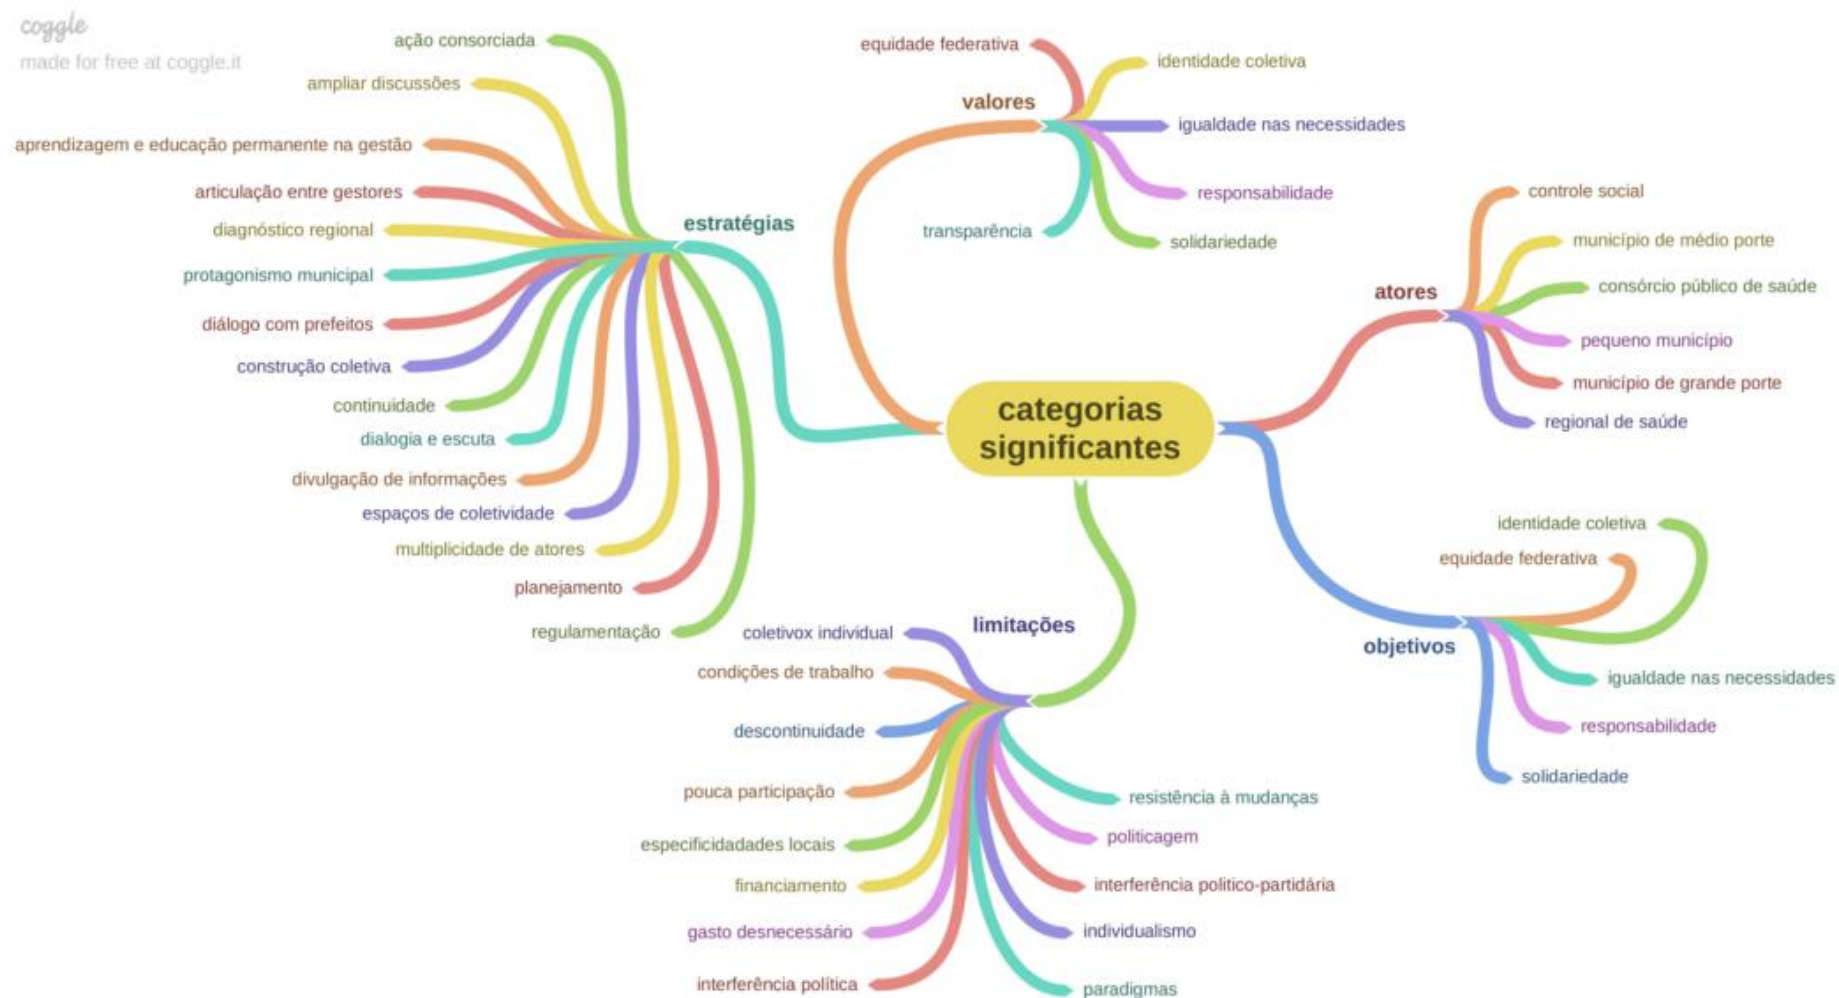 coggle
made for free at coggle.it
categorias
significantes
estratégias
ação consorciada
ampliar discussões
aprendizagem e educação permanente na gestão
articulação entre gestores
diagnóstico regional
protagonismo municipal
diálogo com prefeitos
construção coletiva
continuidade
dialogia e escuta
divulgação de informações
espaços de coletividade
multiplicidade de atores
planejamento
regulamentação
valores
equidade federativa
identidade coletiva
igualdade nas necessidades
responsabilidade
solidariedade
transparência
atores
controle social
município de médio porte
consórcio público de saúde
pequeno município
município de grande porte
regional de saúde
objetivos
identidade coletiva
equidade federativa
igualdade nas necessidades
responsabilidade
solidariedade
limitações
coletivox individual
condições de trabalho
descontinuidade
pouca participação
especificidadades locais
financiamento
gasto desnecessário
interferência política
resistência à mudanças
politicagem
interferência politico-partidária
individualismo
paradigmas